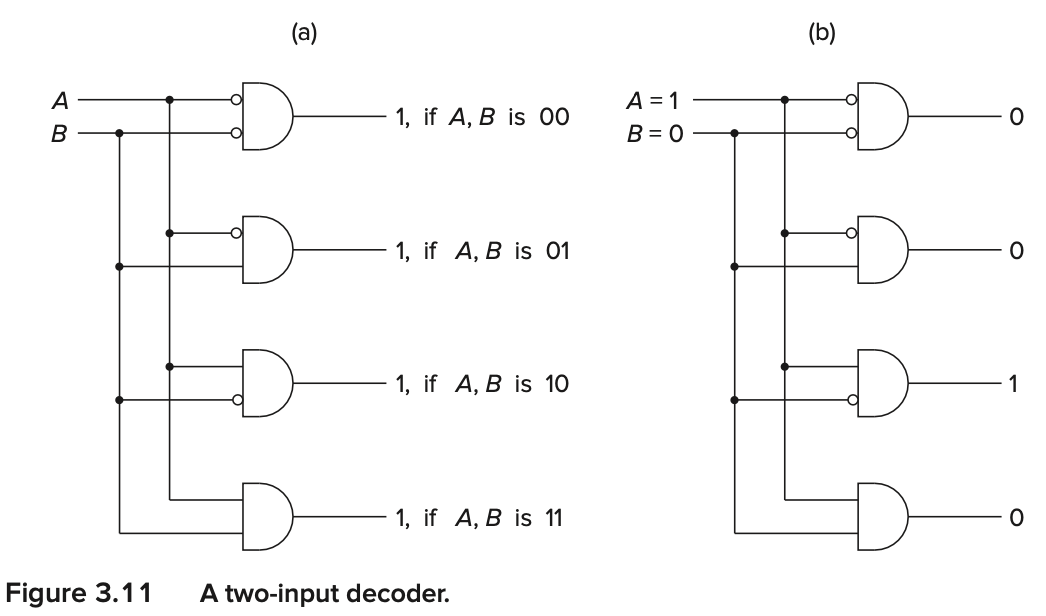 (a)
A
B
1, if A, B is 00
1, if A, B is 01
1, if A, B is 10
1, if A, B is 11
(b)
A = 1
B = 0
0
0
1
0
Figure 3.11 A two-input decoder.